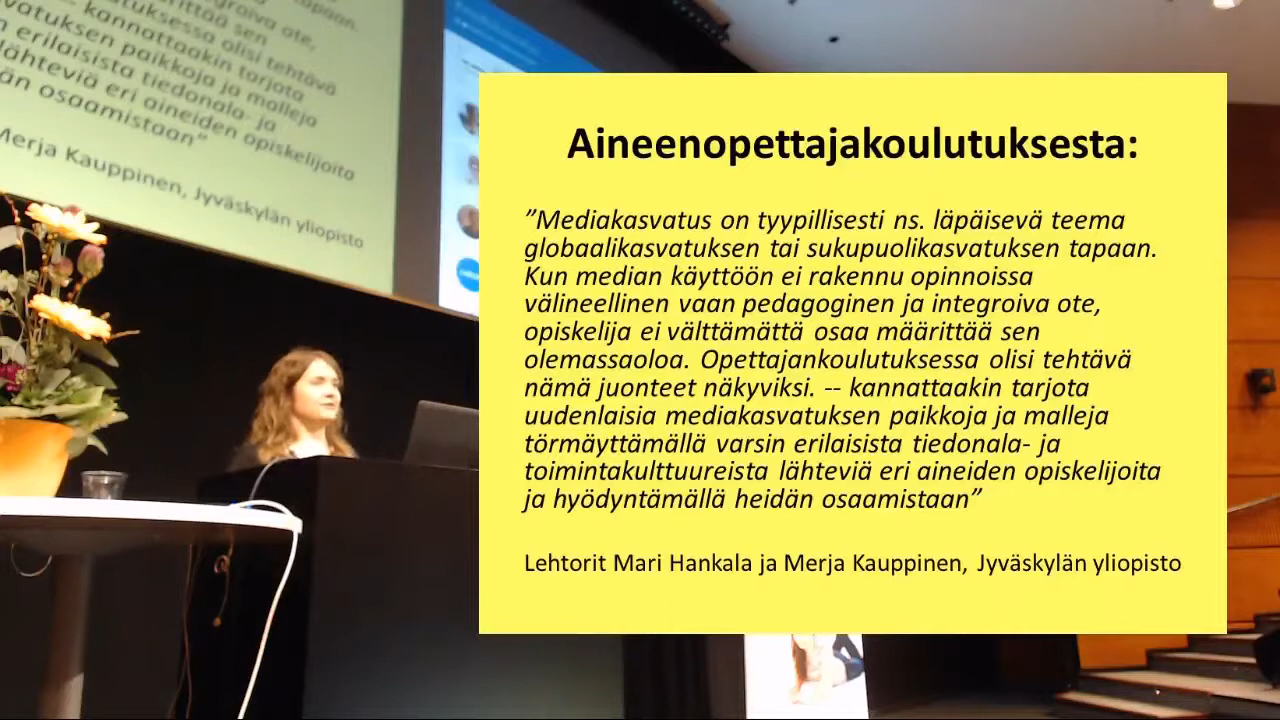 groiva ote,
tuksessa olisi tehtävä
-- kannattaakin tarjota
vatuksen paikkoja ja malleja
erilaisista tiedonala- ja
lähteviä eri aineiden opiskelijoita
än osaamistaan”
Merja Kauppinen, Jyväskylän yliopisto
Aineenopettajakoulutuksesta:
”Mediakasvatus on tyypillisesti ns. läpäisevä teema
globaalikasvatuksen tai sukupuolikasvatuksen tapaan.
Kun median käyttöön ei rakennu opinnoissa
välineellinen vaan pedagoginen ja integroiva ote,
opiskelija ei välttämättä osaa määrittää sen
olemassaoloa. Opettajankoulutuksessa olisi tehtävä
nämä juonteet näkyviksi. -- kannattaakin tarjota
uudenlaisia mediakasvatuksen paikkoja ja malleja
törmäyttämällä varsin erilaisista tiedonala- ja
toimintakulttuureista lähteviä eri aineiden opiskelijoita
ja hyödyntämällä heidän osaamistaan”
Lehtorit Mari Hankala ja Merja Kauppinen, Jyväskylän yliopisto